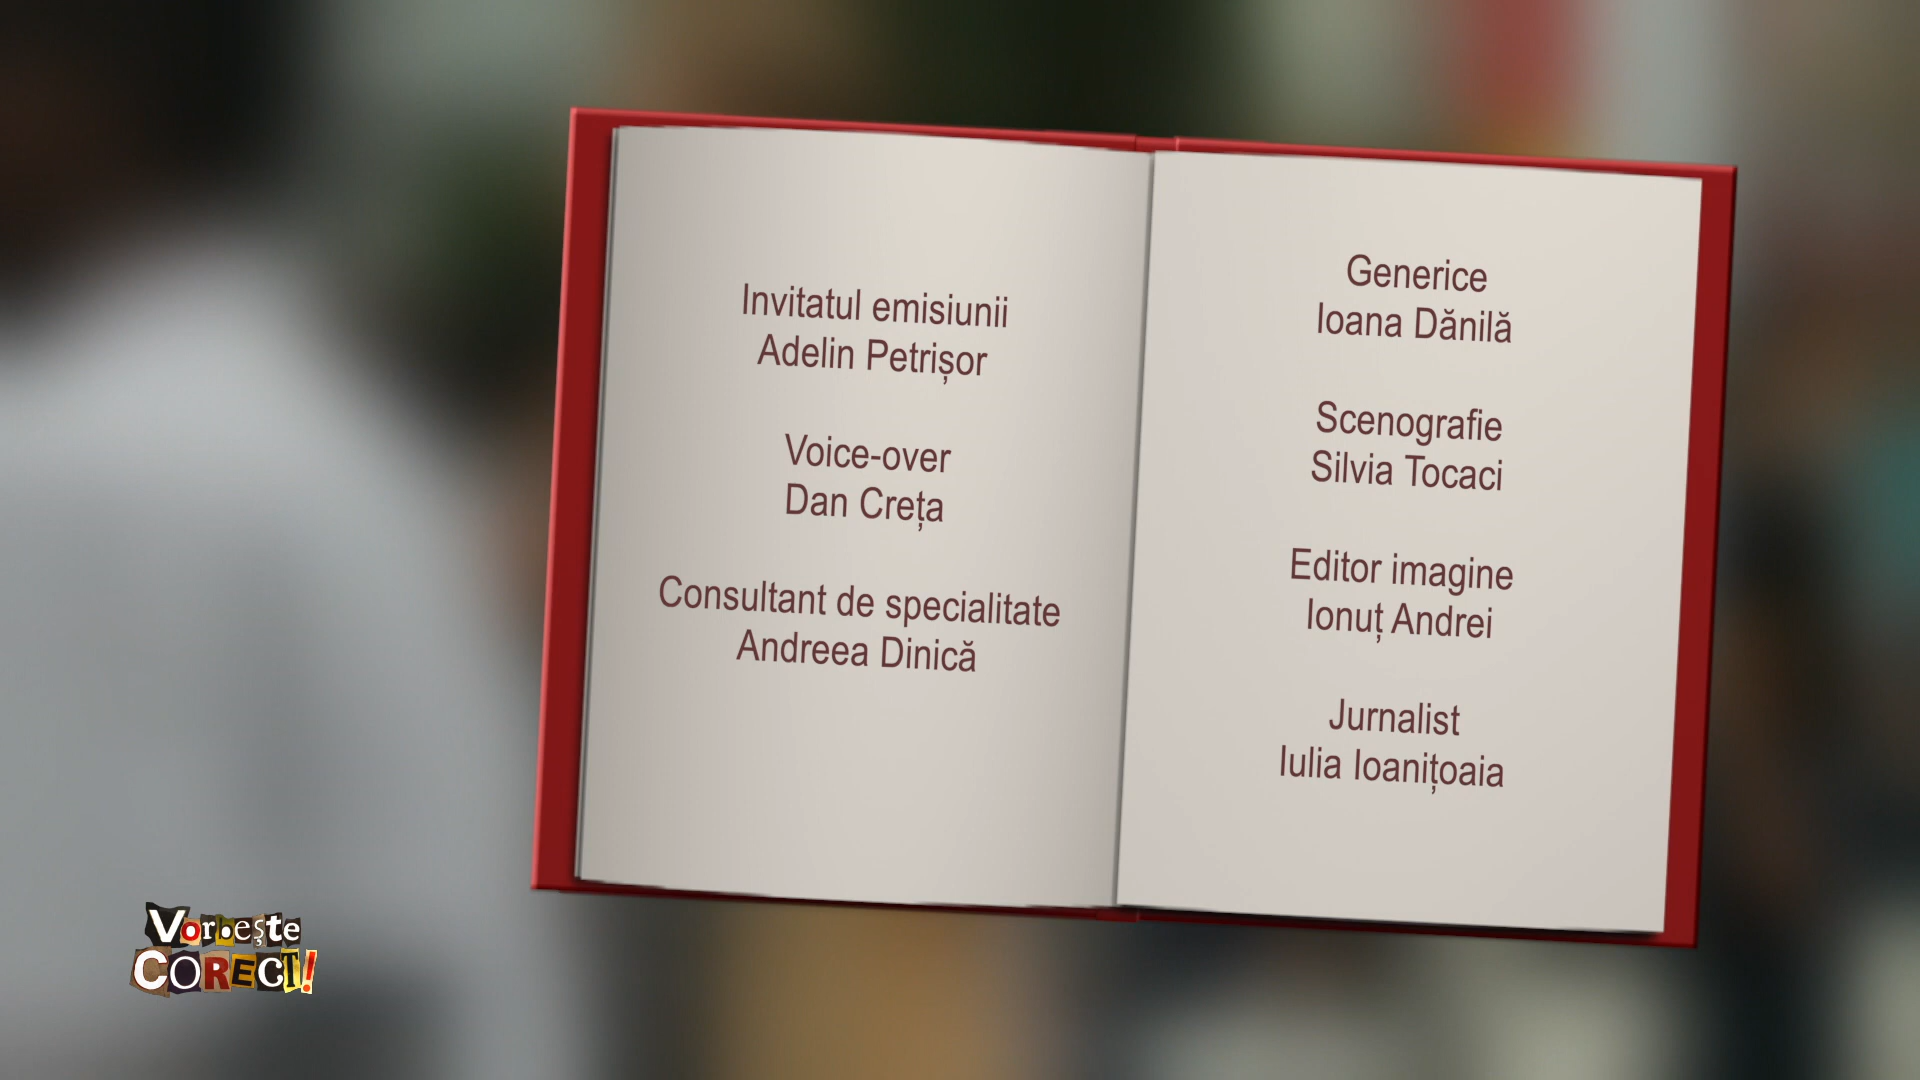 Invitatul emisiunii
Adelin Petrișor
Voice-over
Dan Creța
Consultant de specialitate
Andreea Dinică
Generice
Ioana Dănilă
Scenografie
Silvia Tocaci
Editor imagine
Ionuț Andrei
Jurnalist
Iulia Ioanițoaia
Vorbește
CORECT!